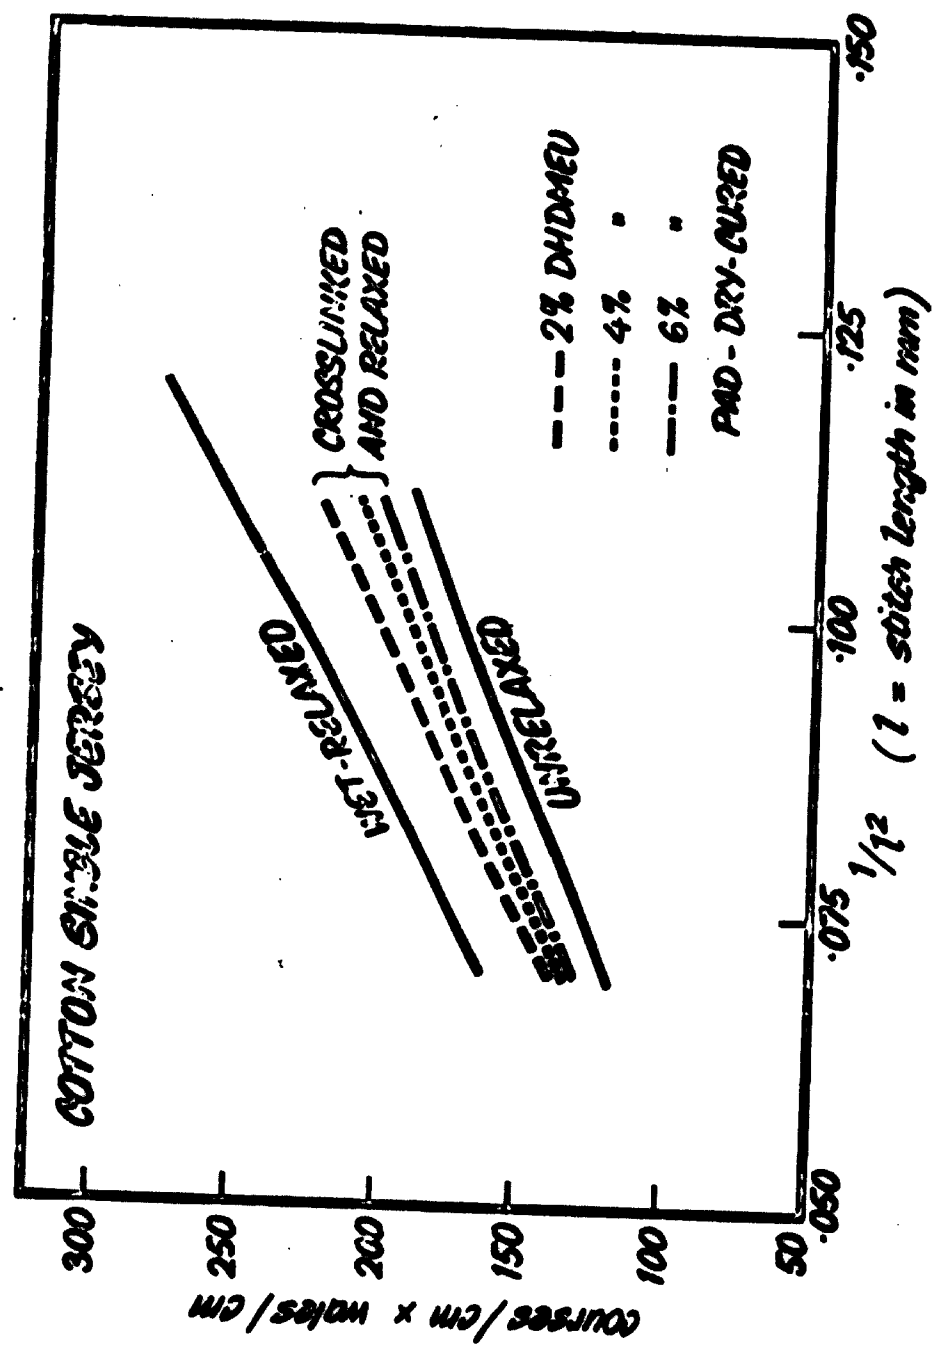 COTTON SINGLE JERSEY
300
250
200
150
100
50
courses/cm x wales/cm
WET-RELAXED
CROSSLINKED
AND RELAXED
UNRELAXED
2% DHDMEU
4% "
6% "
PAD-DRY-CURED
.050
.075
.100
.125
.150
1/l² (l = stitch length in mm)